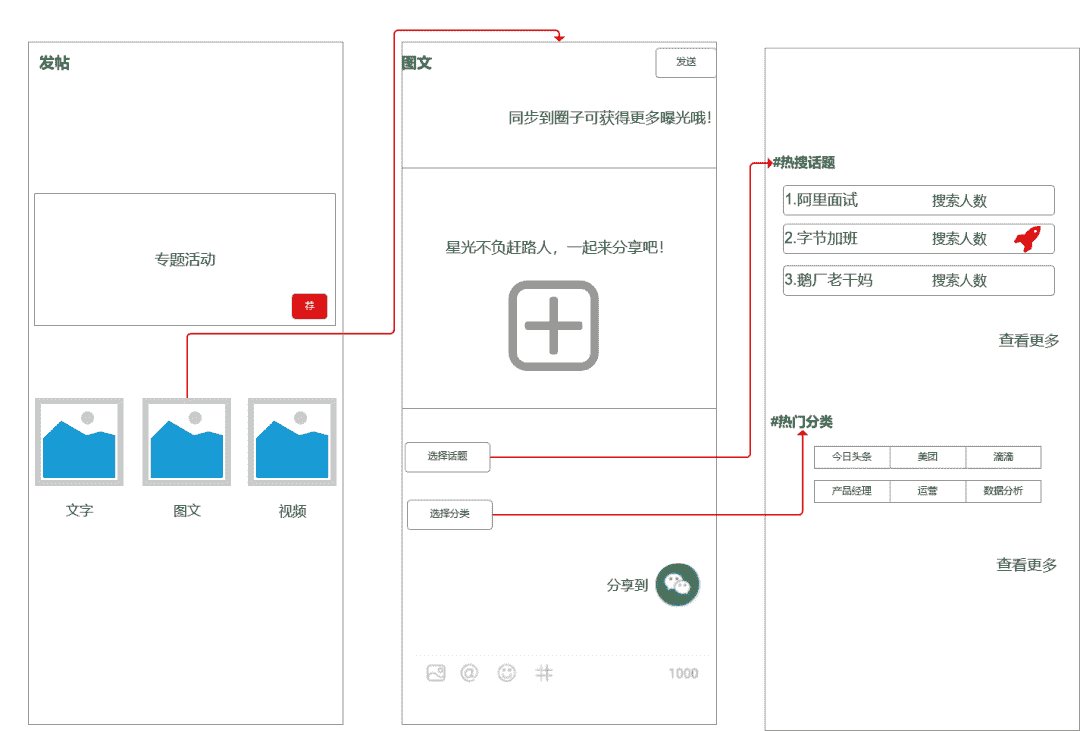 发帖
专题活动
荐
文字
图文
视频
图文
发送
同步到圈子可获得更多曝光哦!
星光不负赶路人，一起来分享吧!
选择话题
选择分类
分享到
@
1000
#热搜话题
1.阿里面试 搜索人数
2.字节加班 搜索人数
3.鹅厂老干妈 搜索人数
查看更多
#热门分类
今日头条 美团 滴滴
产品经理 运营 数据分析
查看更多